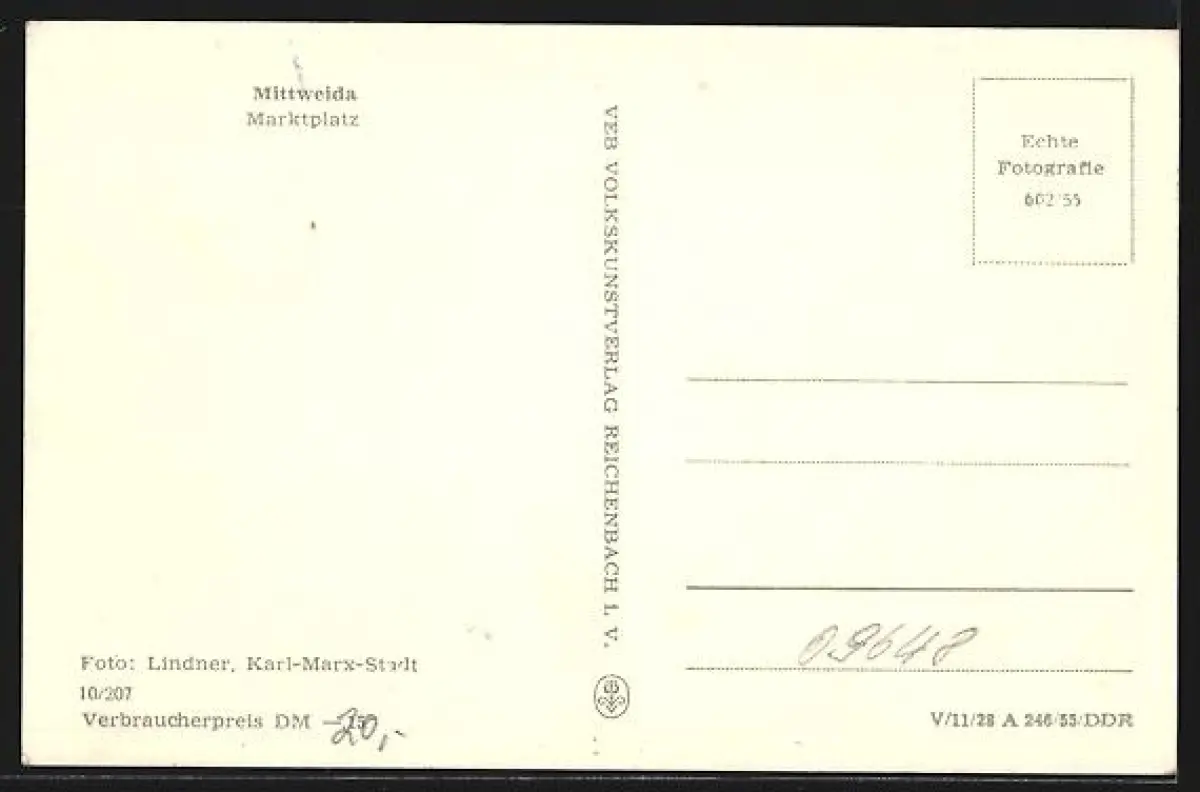 Mittweida
Marktplatz
Foto: Lindner, Karl-Marx-Stadt
10/207
Verbraucherpreis DM
20,-
VEB VOLKSKUNSTVERLAG REICHENBACH I. V.
Echte
Fotografie
602/55
09648
V/11/28 A 246/55/DDR